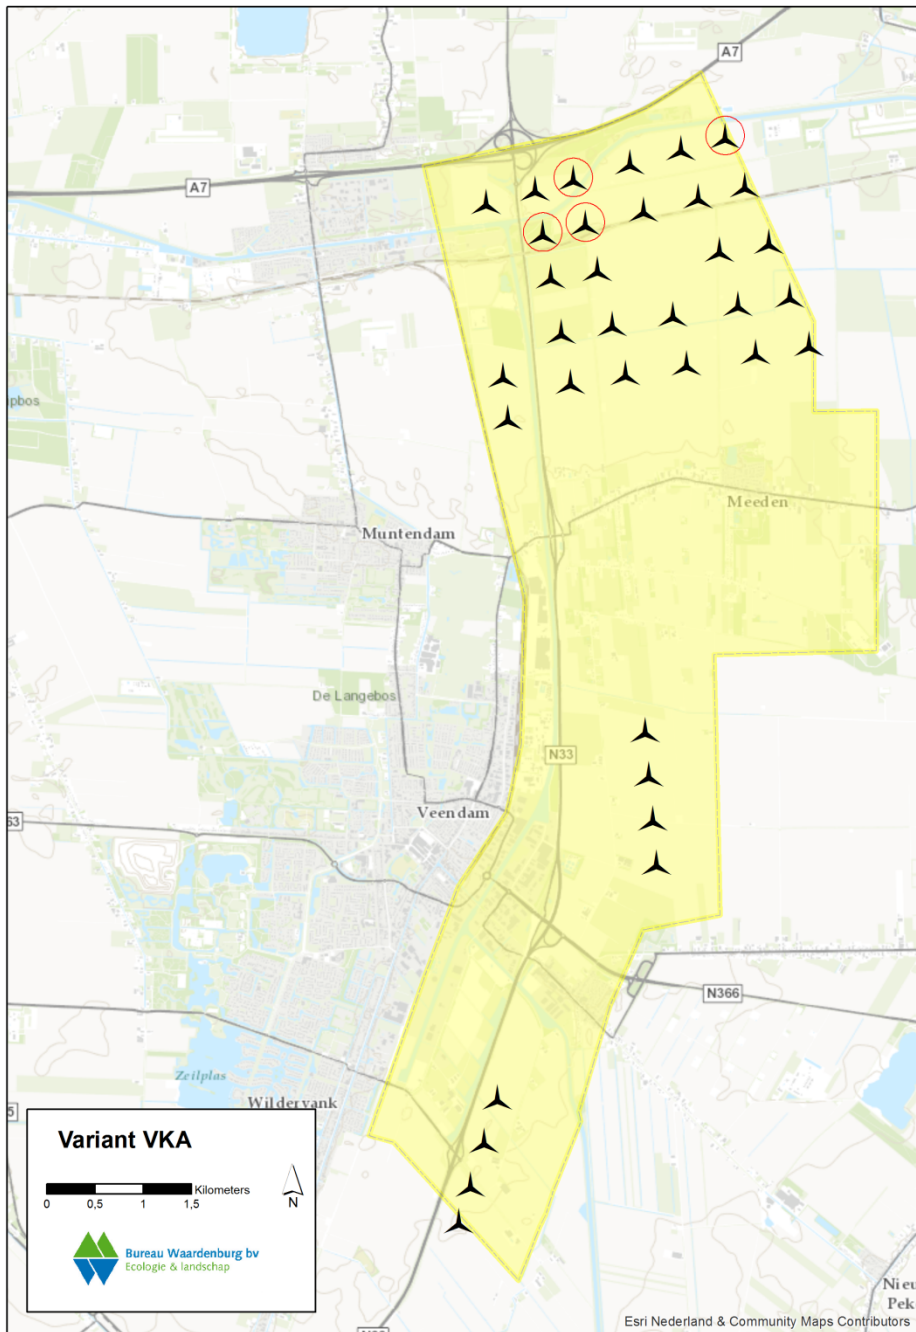 A7
A7
pbos
Meeden
Muntendam
De Langebos
N33
Veendam
63
N366
Zeilplas
Wildervank
5
Variant VKA
Kilometers
0 0,5 1 1,5
N
Bureau Waardenburg bv
Ecologie & landschap
Nieu
Pek
Esri Nederland & Community Maps Contributors